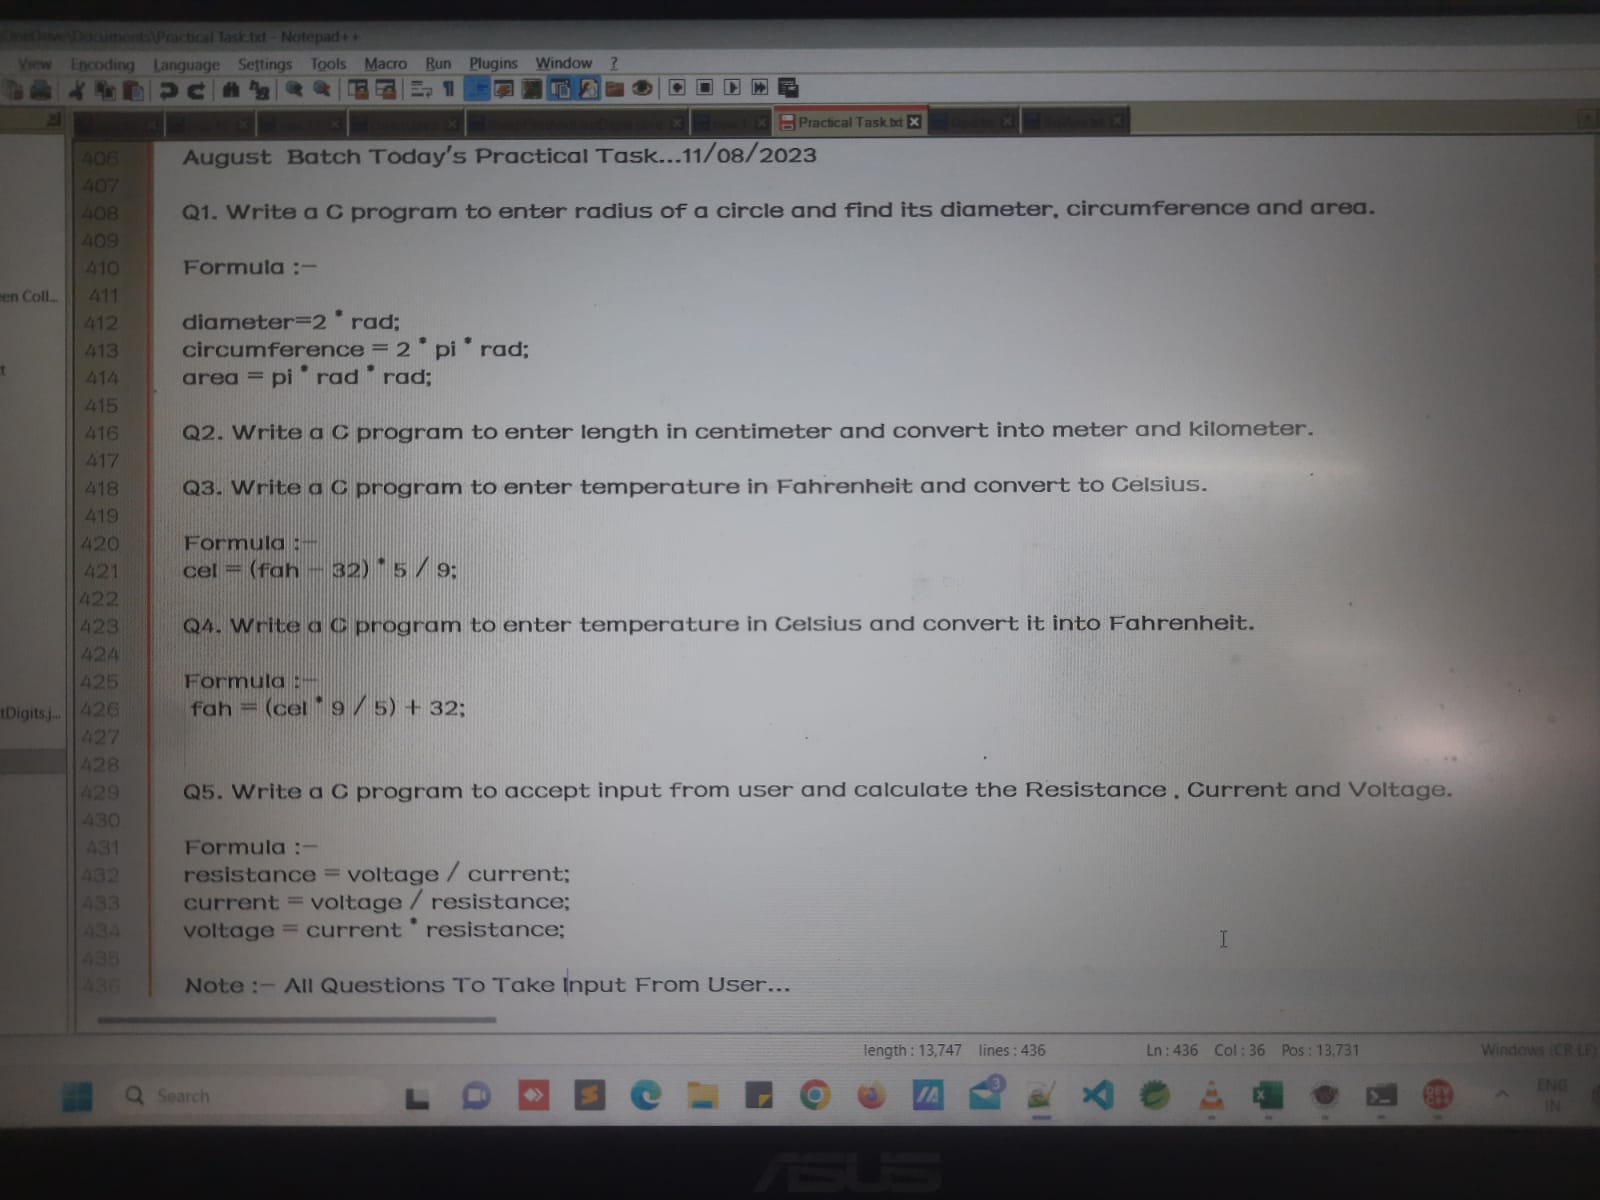 OneDrive\Documents\Practical Task.txt - Notepad++
View Encoding Language Settings Tools Macro Run Plugins Window ?
Practical Task.txt
406 August Batch Today's Practical Task...11/08/2023
407
408 Q1. Write a C program to enter radius of a circle and find its diameter, circumference and area.
409
410 Formula :-
een Coll...
411
412 diameter=2 * rad;
413 circumference = 2 * pi * rad;
t
414 area = pi * rad * rad;
415
416 Q2. Write a C program to enter length in centimeter and convert into meter and kilometer.
417
418 Q3. Write a C program to enter temperature in Fahrenheit and convert to Celsius.
419
420 Formula :-
421 cel = (fah - 32) * 5 / 9;
422
423 Q4. Write a C program to enter temperature in Celsius and convert it into Fahrenheit.
424
425 Formula :-
tDigits.j...
426 fah = (cel * 9 / 5) + 32;
427
428
429 Q5. Write a C program to accept input from user and calculate the Resistance , Current and Voltage.
430
431 Formula :-
432 resistance = voltage / current;
433 current = voltage / resistance;
434 voltage = current * resistance;
435
436 Note :- All Questions To Take Input From User...
length : 13,747 lines : 436 Ln : 436 Col : 36 Pos : 13,731 Windows (CR LF)
Search 3 DEV C++ ENG
IN
ASUS